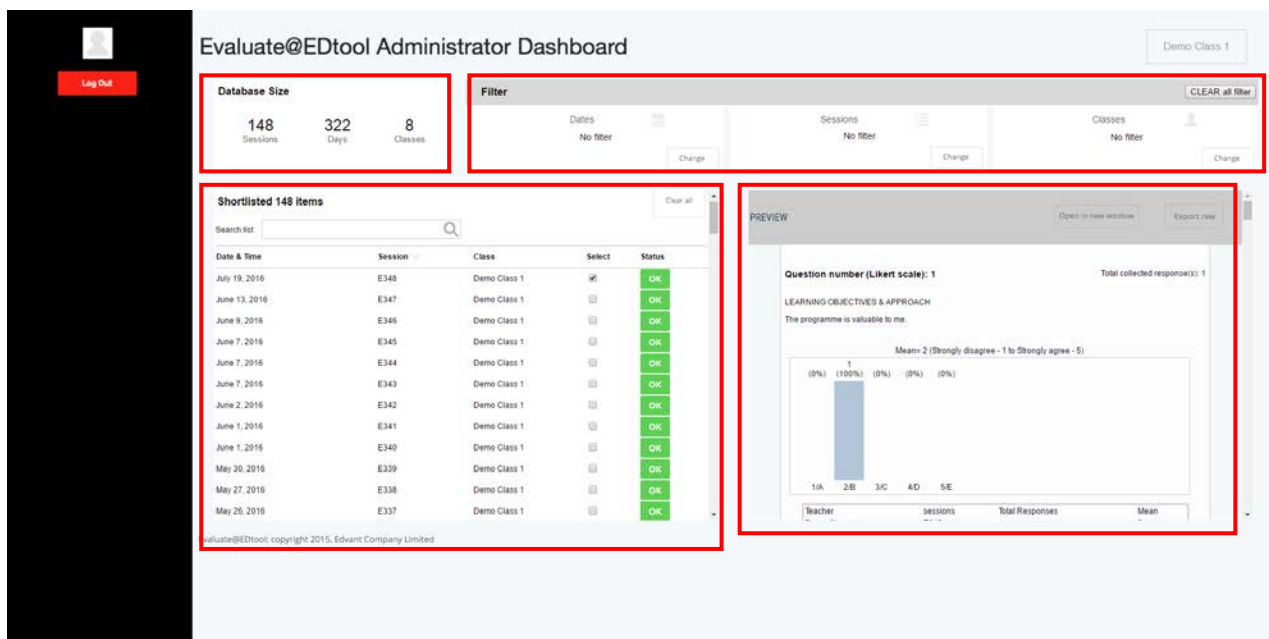 Log Out
Evaluate@EDtool Administrator Dashboard
Demo Class 1
Database Size
148 322 8
Sessions Days Classes
Filter
CLEAR all filter
Dates
No filter
Change
Sessions
No filter
Change
Classes
No filter
Change
Shortlisted 148 items
Clear all
Search list
Date & Time Session Class Select Status
July 19, 2016 E348 Demo Class 1 OK
June 13, 2016 E347 Demo Class 1 OK
June 9, 2016 E346 Demo Class 1 OK
June 7, 2016 E345 Demo Class 1 OK
June 7, 2016 E344 Demo Class 1 OK
June 7, 2016 E343 Demo Class 1 OK
June 2, 2016 E342 Demo Class 1 OK
June 1, 2016 E341 Demo Class 1 OK
June 1, 2016 E340 Demo Class 1 OK
May 30, 2016 E339 Demo Class 1 OK
May 27, 2016 E338 Demo Class 1 OK
May 26, 2016 E337 Demo Class 1 OK
PREVIEW
Open in new window
Export raw
Question number (Likert scale): 1
Total collected response(s): 1
LEARNING OBJECTIVES & APPROACH
The programme is valuable to me.
Mean= 2 (Strongly disagree - 1 to Strongly agree - 5)
1
(0%) (100%) (0%) (0%) (0%)
1/A 2/B 3/C 4/D 5/E
Teacher sessions Total Responses Mean
Evaluate@EDtool: copyright 2015, Edvant Company Limited